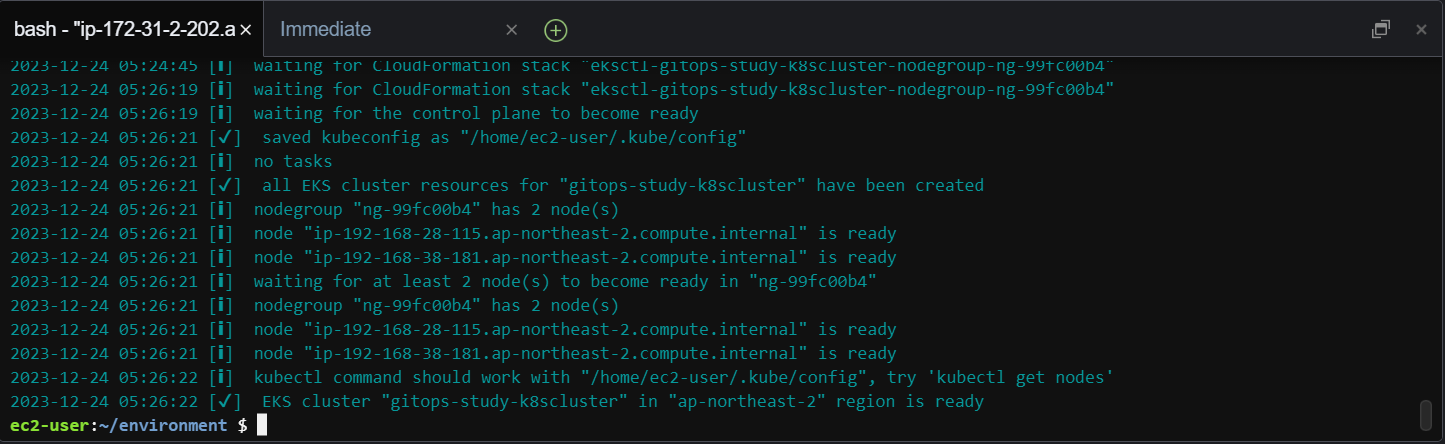 bash - "ip-172-31-2-202.a × Immediate ×
2023-12-24 05:24:45 [ℹ]  waiting for CloudFormation stack "eksctl-gitops-study-k8scluster-nodegroup-ng-99fc00b4"
2023-12-24 05:26:19 [ℹ]  waiting for CloudFormation stack "eksctl-gitops-study-k8scluster-nodegroup-ng-99fc00b4"
2023-12-24 05:26:19 [ℹ]  waiting for the control plane to become ready
2023-12-24 05:26:21 [✔]  saved kubeconfig as "/home/ec2-user/.kube/config"
2023-12-24 05:26:21 [ℹ]  no tasks
2023-12-24 05:26:21 [✔]  all EKS cluster resources for "gitops-study-k8scluster" have been created
2023-12-24 05:26:21 [ℹ]  nodegroup "ng-99fc00b4" has 2 node(s)
2023-12-24 05:26:21 [ℹ]  node "ip-192-168-28-115.ap-northeast-2.compute.internal" is ready
2023-12-24 05:26:21 [ℹ]  node "ip-192-168-38-181.ap-northeast-2.compute.internal" is ready
2023-12-24 05:26:21 [ℹ]  waiting for at least 2 node(s) to become ready in "ng-99fc00b4"
2023-12-24 05:26:21 [ℹ]  nodegroup "ng-99fc00b4" has 2 node(s)
2023-12-24 05:26:21 [ℹ]  node "ip-192-168-28-115.ap-northeast-2.compute.internal" is ready
2023-12-24 05:26:21 [ℹ]  node "ip-192-168-38-181.ap-northeast-2.compute.internal" is ready
2023-12-24 05:26:22 [ℹ]  kubectl command should work with "/home/ec2-user/.kube/config", try 'kubectl get nodes'
2023-12-24 05:26:22 [✔]  EKS cluster "gitops-study-k8scluster" in "ap-northeast-2" region is ready
ec2-user:~/environment $